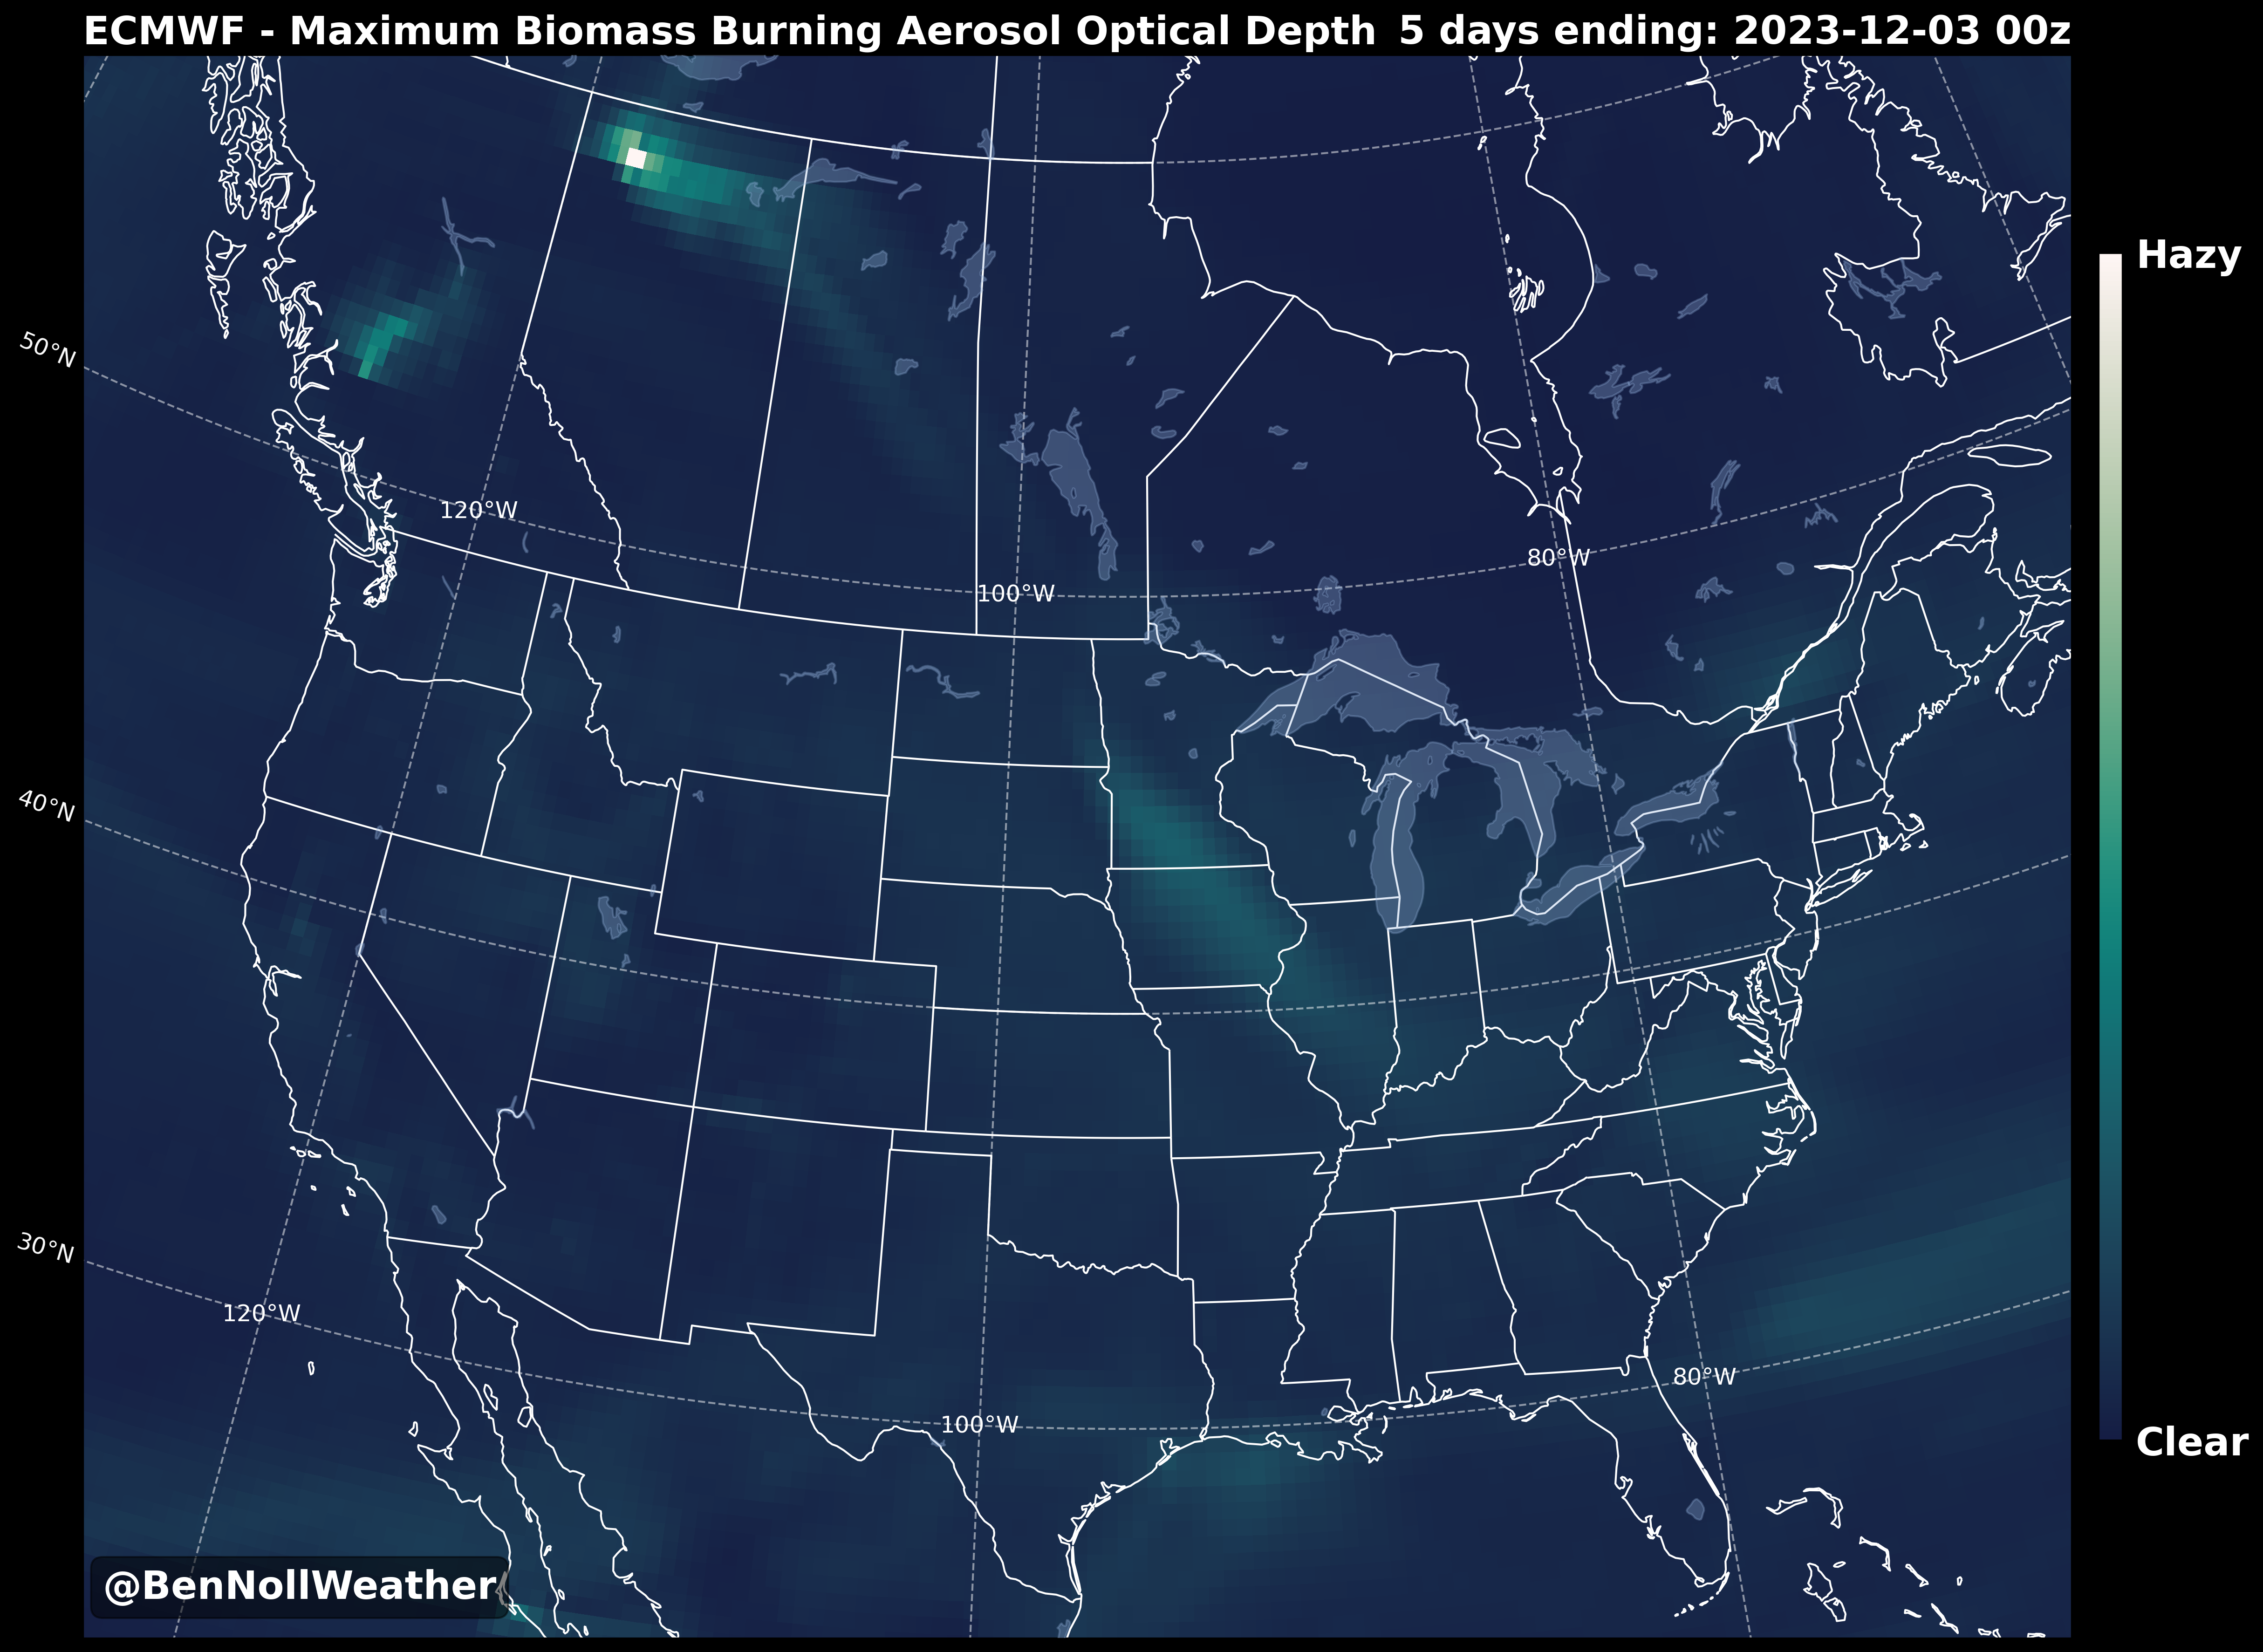 ECMWF - Maximum Biomass Burning Aerosol Optical Depth 5 days ending: 2023-12-03 00z
Hazy
50°N
120°W
80°W
100°W
40°N
30°N
120°W
80°W
100°W
Clear
@BenNollWeather